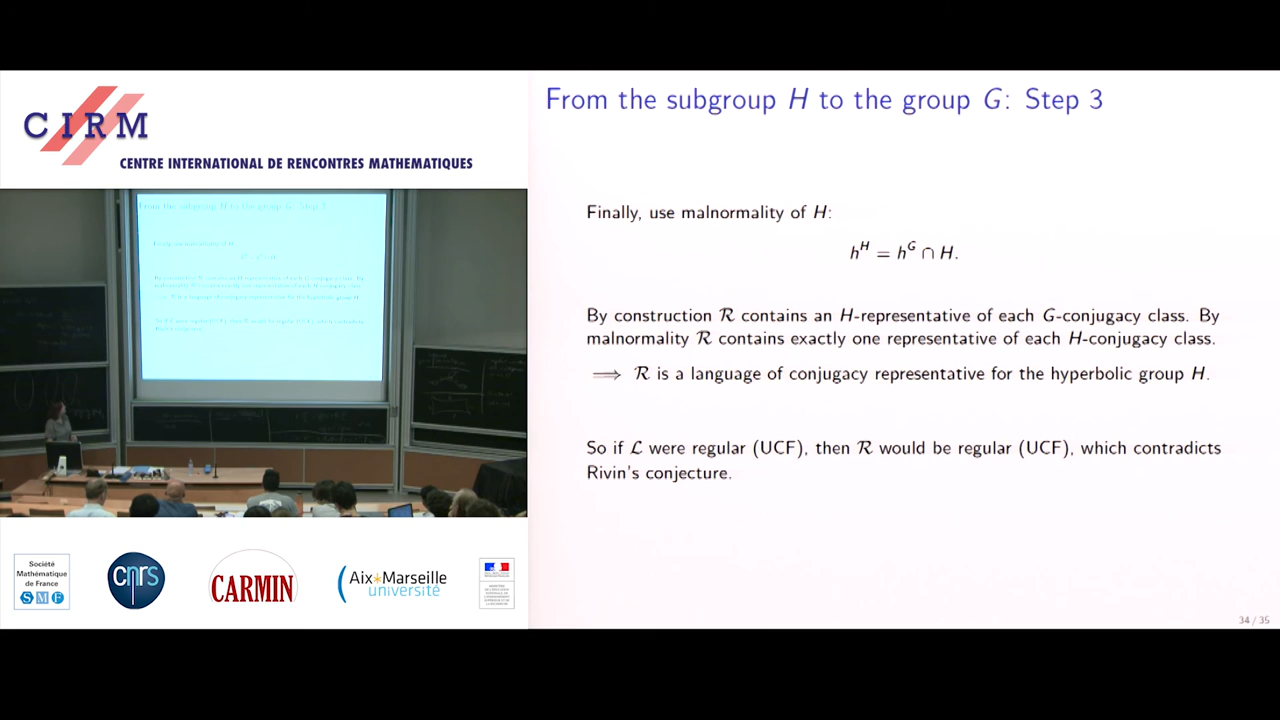 CIRM
CENTRE INTERNATIONAL DE RENCONTRES MATHEMATIQUES
From the subgroup H to the group G: Step 3
Finally, use malnormality of H:
h^H = h^G ∩ H.
By construction ℛ contains an H-representative of each G-conjugacy class. By
malnormality ℛ contains exactly one representative of each H-conjugacy class.
⟹ ℛ is a language of conjugacy representative for the hyperbolic group H.
So if ℒ were regular (UCF), then ℛ would be regular (UCF), which contradicts
Rivin's conjecture.
Société
Mathématique
de France
SMF
cnrs
CARMIN
Aix*Marseille
université
34 / 35